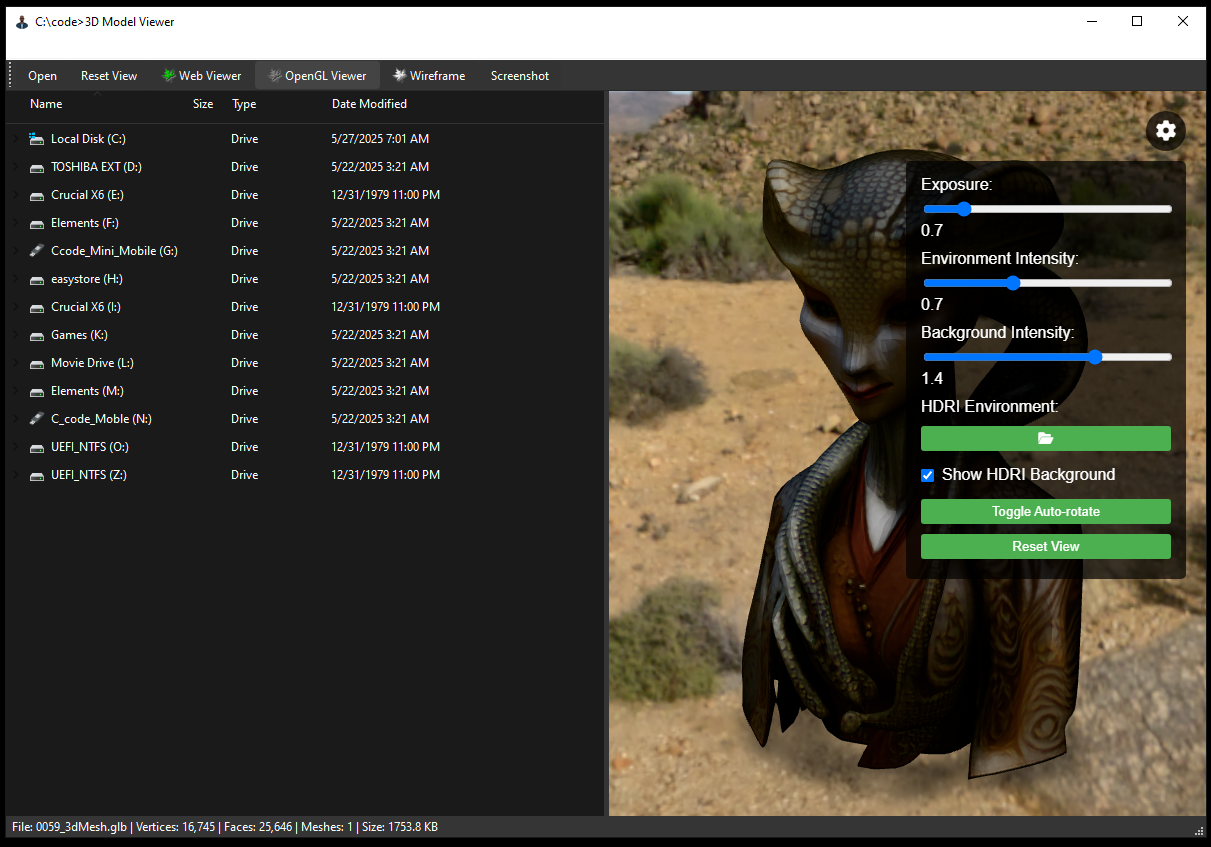 C:\code>3D Model Viewer
Open Reset View Web Viewer OpenGL Viewer Wireframe Screenshot
Name Size Type Date Modified
Local Disk (C:) Drive 5/27/2025 7:01 AM
TOSHIBA EXT (D:) Drive 5/22/2025 3:21 AM
Crucial X6 (E:) Drive 12/31/1979 11:00 PM
Elements (F:) Drive 5/22/2025 3:21 AM
Ccode_Mini_Mobile (G:) Drive 5/22/2025 3:21 AM
easystore (H:) Drive 5/22/2025 3:21 AM
Crucial X6 (I:) Drive 12/31/1979 11:00 PM
Games (K:) Drive 5/22/2025 3:21 AM
Movie Drive (L:) Drive 5/22/2025 3:21 AM
Elements (M:) Drive 5/22/2025 3:21 AM
C_code_Moble (N:) Drive 5/22/2025 3:21 AM
UEFI_NTFS (O:) Drive 12/31/1979 11:00 PM
UEFI_NTFS (Z:) Drive 12/31/1979 11:00 PM
Exposure:
0.7
Environment Intensity:
0.7
Background Intensity:
1.4
HDRI Environment:
Show HDRI Background
Toggle Auto-rotate
Reset View
File: 0059_3dMesh.glb | Vertices: 16,745 | Faces: 25,646 | Meshes: 1 | Size: 1753.8 KB